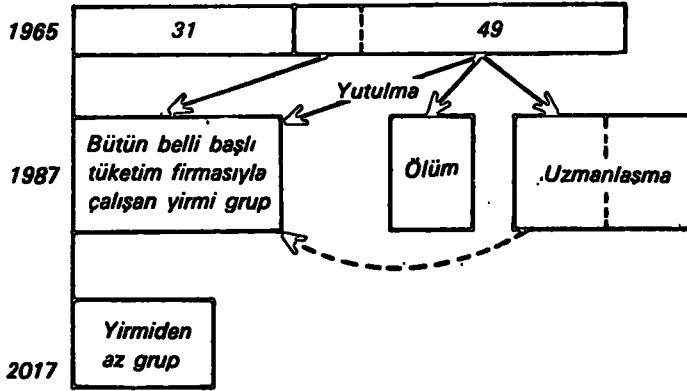 1965
31
49
Yutulma
1987
Bütün belli başlı
tüketim firmasıyla
çalışan yirmi grup
Ölüm
Uzmanlaşma
Yirmiden
az grup
2017